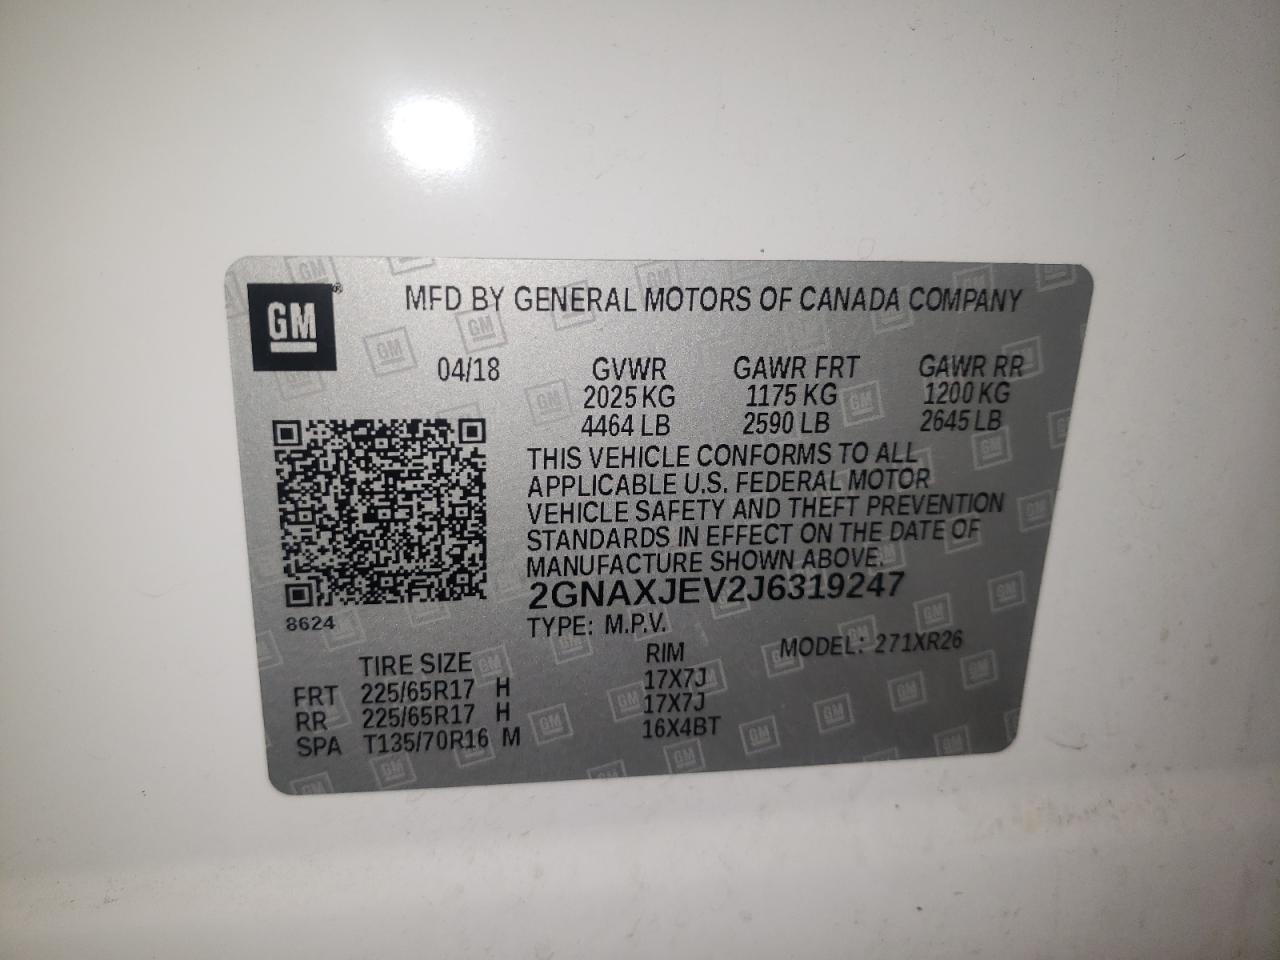 GM®
MFD BY GENERAL MOTORS OF CANADA COMPANY
04/18 GVWR GAWR FRT GAWR RR
2025 KG 1175 KG 1200 KG
4464 LB 2590 LB 2645 LB
THIS VEHICLE CONFORMS TO ALL
APPLICABLE U.S. FEDERAL MOTOR
VEHICLE SAFETY AND THEFT PREVENTION
STANDARDS IN EFFECT ON THE DATE OF
MANUFACTURE SHOWN ABOVE.
2GNAXJEV2J6319247
8624
TYPE: M.P.V. MODEL: 271XR26
TIRE SIZE RIM
FRT 225/65R17 H 17X7J
RR 225/65R17 H 17X7J
SPA T135/70R16 M 16X4BT